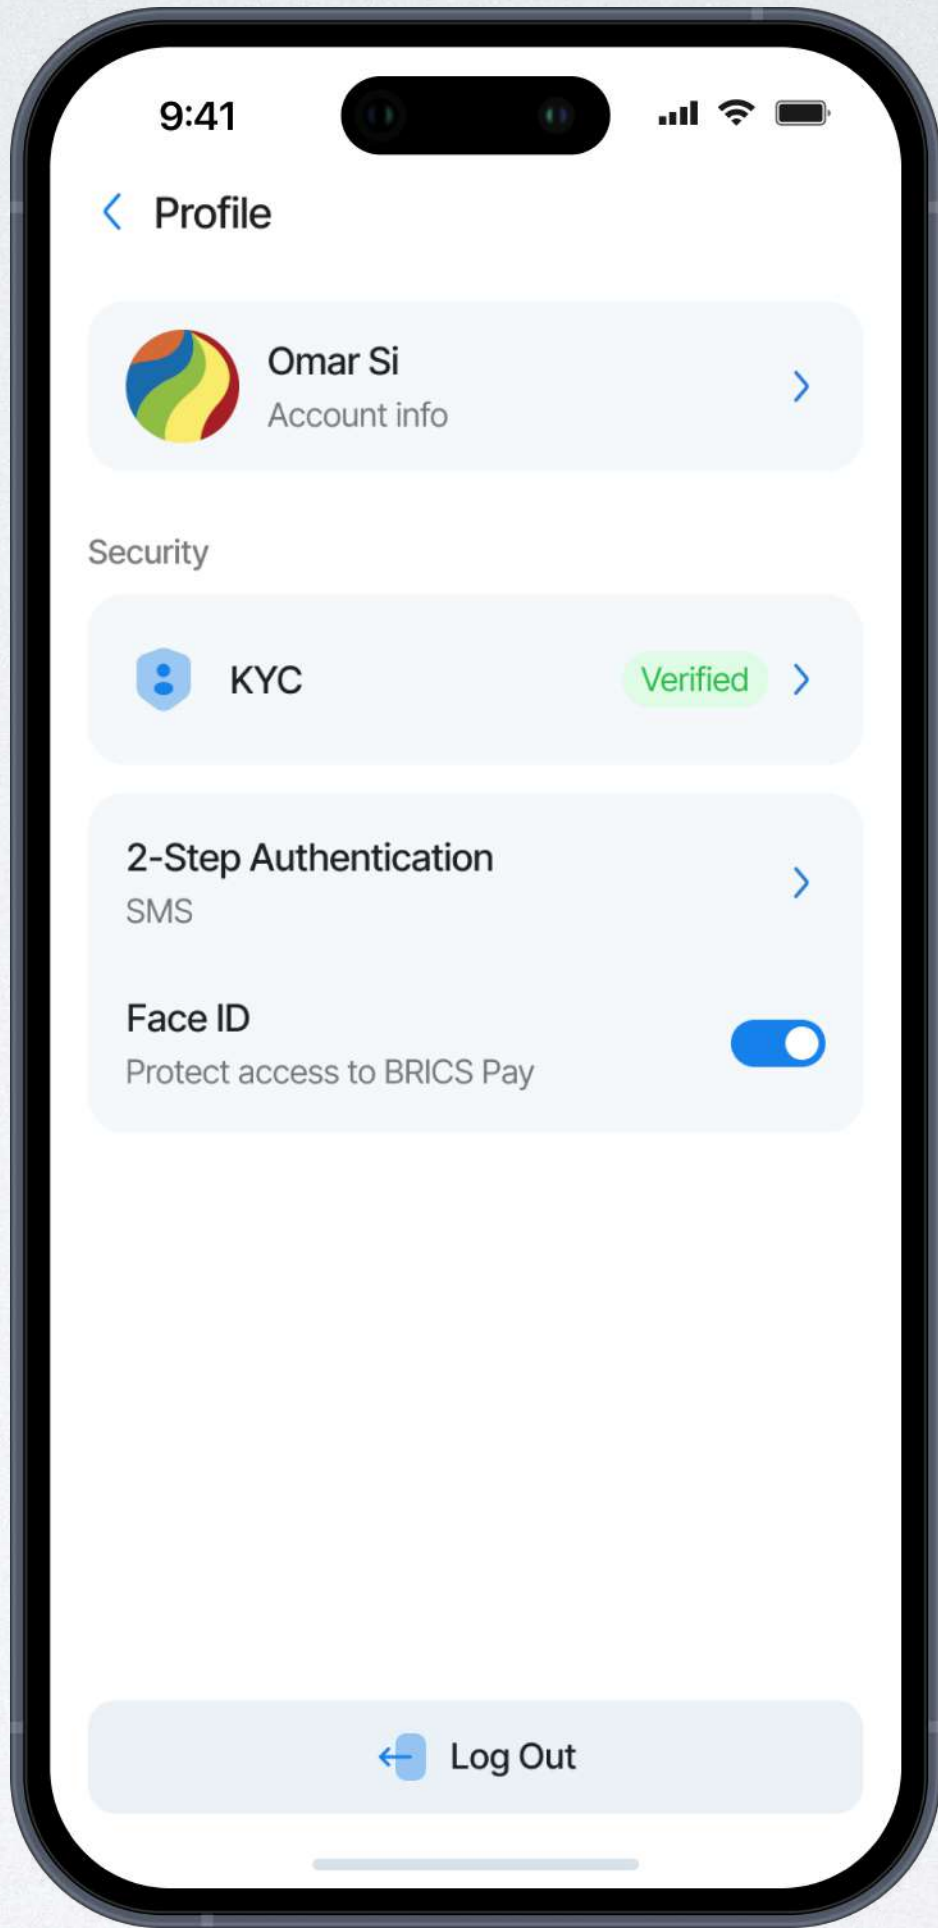 9:41
Profile
Omar Si
Account info
Security
KYC
Verified
2-Step Authentication
SMS
Face ID
Protect access to BRICS Pay
Log Out